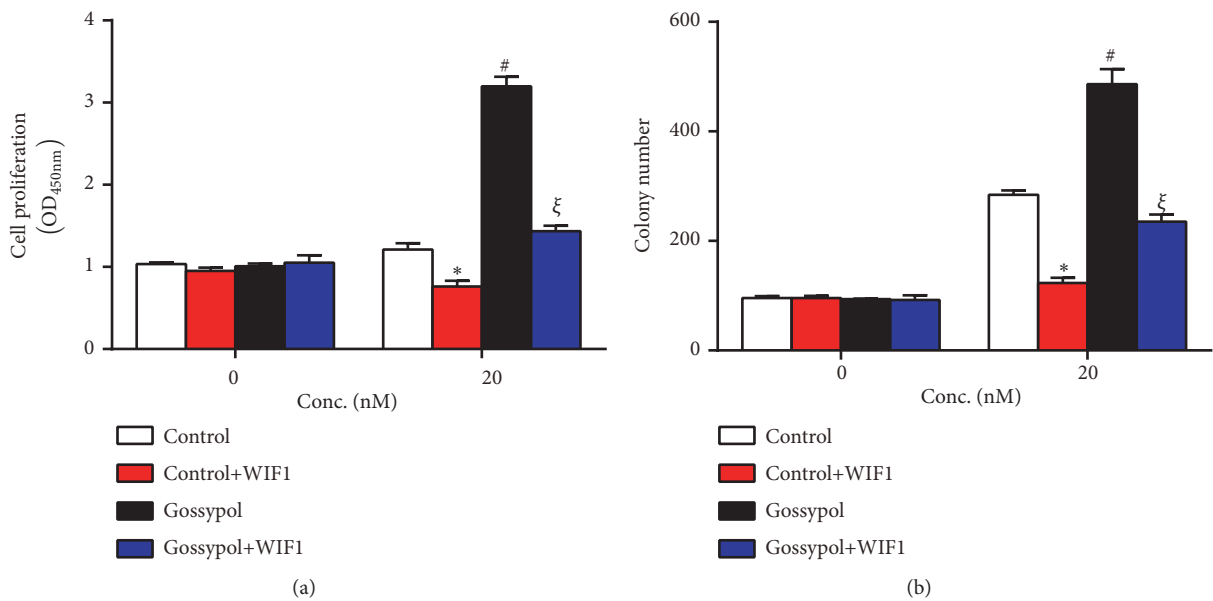 4
3
2
1
0
Cell proliferation
(OD450nm)
#
*
ξ
0
20
Conc. (nM)
Control
Control+WIF1
Gossypol
Gossypol+WIF1
(a)
600
400
200
0
Colony number
#
*
ξ
0
20
Conc. (nM)
Control
Control+WIF1
Gossypol
Gossypol+WIF1
(b)